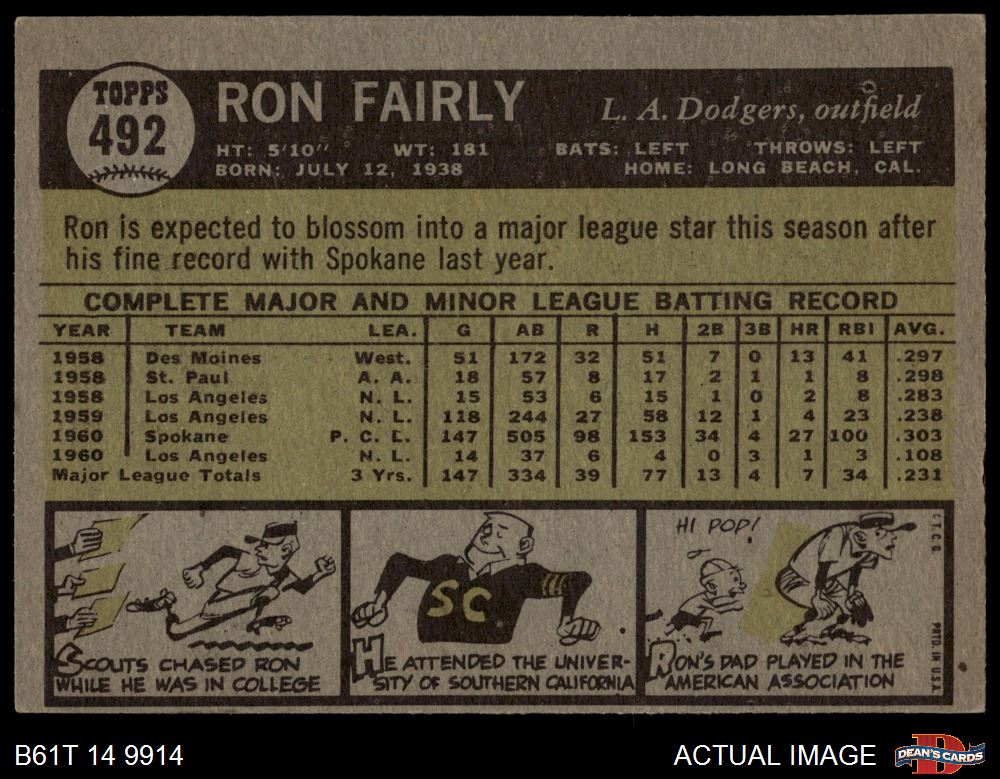 TOPPS
492
RON FAIRLY
L. A. Dodgers, outfield
HT: 5'10" WT: 181 BATS: LEFT THROWS: LEFT
BORN: JULY 12, 1938 HOME: LONG BEACH, CAL.
Ron is expected to blossom into a major league star this season after
his fine record with Spokane last year.
COMPLETE MAJOR AND MINOR LEAGUE BATTING RECORD
YEAR TEAM LEA. G AB R H 2B 3B HR RBI AVG.
1958 Des Moines West. 51 172 32 51 7 0 13 41 .297
1958 St. Paul A. A. 18 57 8 17 2 1 1 8 .298
1958 Los Angeles N. L. 15 53 6 15 1 0 2 8 .283
1959 Los Angeles N. L. 118 244 27 58 12 1 4 23 .238
1960 Spokane P. C. L. 147 505 98 153 34 4 27 100 .303
1960 Los Angeles N. L. 14 37 6 4 0 3 1 3 .108
Major League Totals 3 Yrs. 147 334 39 77 13 4 7 34 .231
SCOUTS CHASED RON
WHILE HE WAS IN COLLEGE
SC
HE ATTENDED THE UNIVER-
SITY OF SOUTHERN CALIFORNIA
HI POP!
RON'S DAD PLAYED IN THE
AMERICAN ASSOCIATION
©T.C.G.
PRTD. IN U.S.A.
B61T 14 9914
ACTUAL IMAGE
D
DEAN'S CARDS